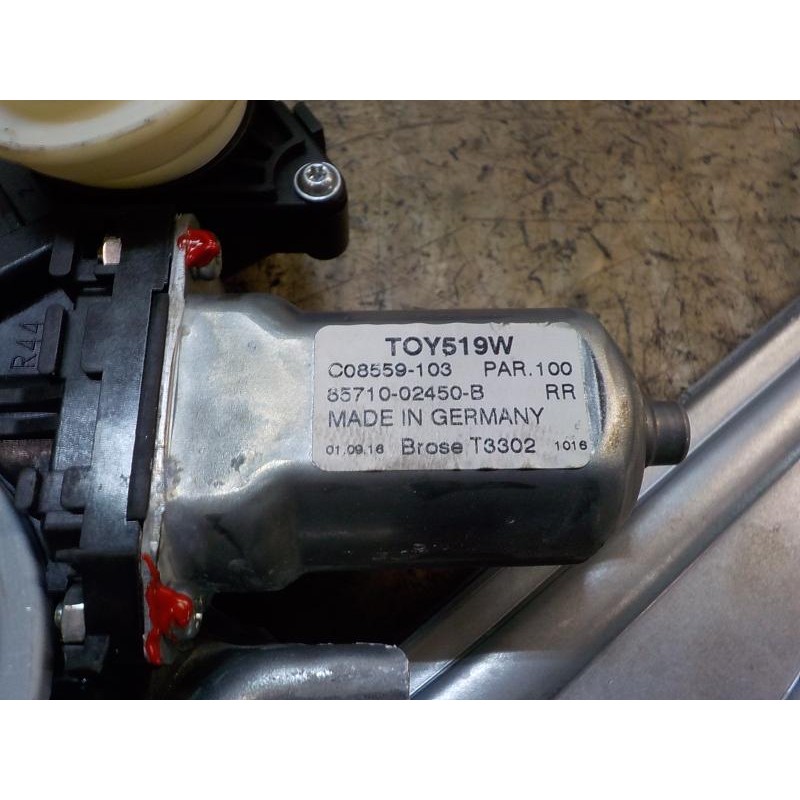 TOY519W
C08559-103 PAR.100
85710-02450-B RR
MADE IN GERMANY
01.09.16 Brose T3302 1016
R44